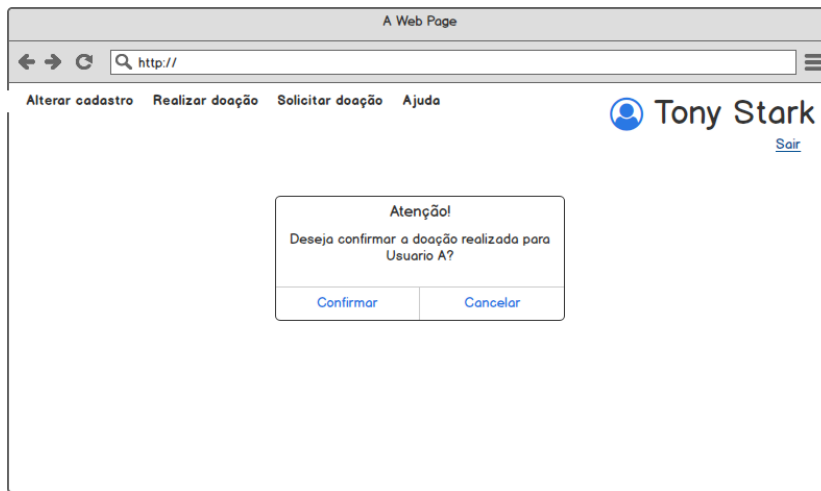 A Web Page
http://
Alterar cadastro Realizar doação Solicitar doação Ajuda
Tony Stark
Sair
Atenção!
Deseja confirmar a doação realizada para
Usuario A?
Confirmar Cancelar